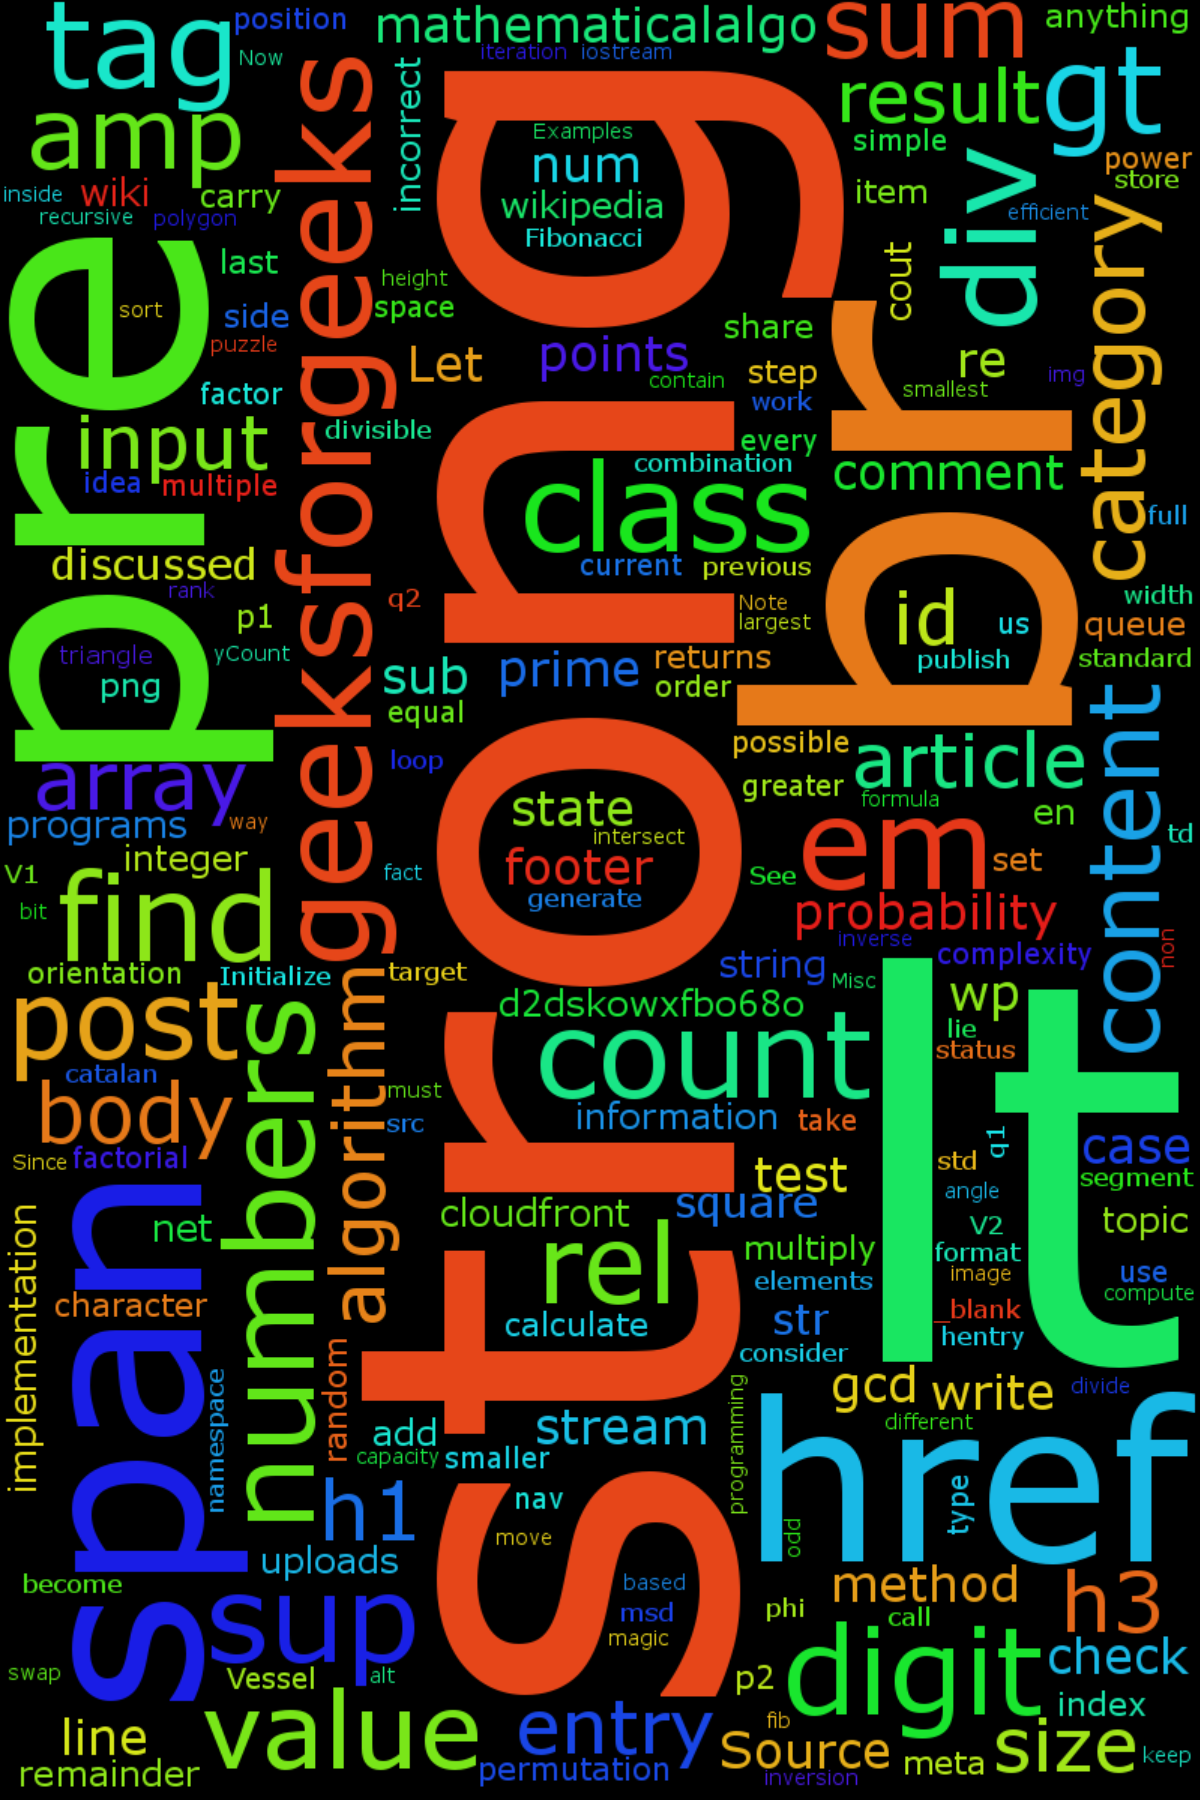 tag
position
Now
mathematicalalgo
iteration
iostream
sum
anything
amp
geeksforgeeks
incorrect
strong
Examples
num
wikipedia
Fibonacci
result
gt
simple
div
power
store
inside
wiki
carry
recursive
polygon
item
efficient
category
pre
last
sort
side
puzzle
factor
height
space
Let
points
contain
share
step
work
cout
br
re
smallest
img
input
idea
multiple
divisible
every
combination
class
current
previous
comment
full
discussed
rank
p1
triangle
yCount
png
q2
sub
equal
loop
Note
largest
prime
returns
order
id
us
publish
width
queue
standard
content
array
programs
way
integer
V1
bit
find
orientation
Initialize
fact
target
state
intersect
footer
generate
possible
greater
article
formula
en
td
em
set
See
probability
inverse
complexity
non
string
Misc
post
catalan
body
Since
factorial
numbers
algorithm
must
src
d2dskowxfbo68o
count
information
take
lt
wp
lie
status
std
q1
angle
V2
format
image
_blank
hentry
case
segment
topic
use
compute
span
net
implementation
character
namespace
random
cloudfront
rel
calculate
test
square
multiply
elements
str
consider
add
capacity
smaller
stream
programming
gcd
write
divide
different
href
type
odd
h1
uploads
nav
move
based
msd
magic
become
sup
swap
Vessel
alt
phi
method
call
h3
p2
digit
check
index
line
remainder
value
entry
permutation
fib
Source
inversion
meta
size
keep